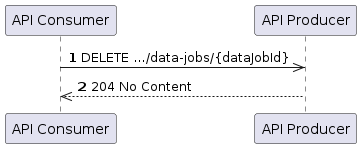 API Consumer API Producer
1 DELETE .../data-jobs/{dataJobId}
2 204 No Content
API Consumer API Producer